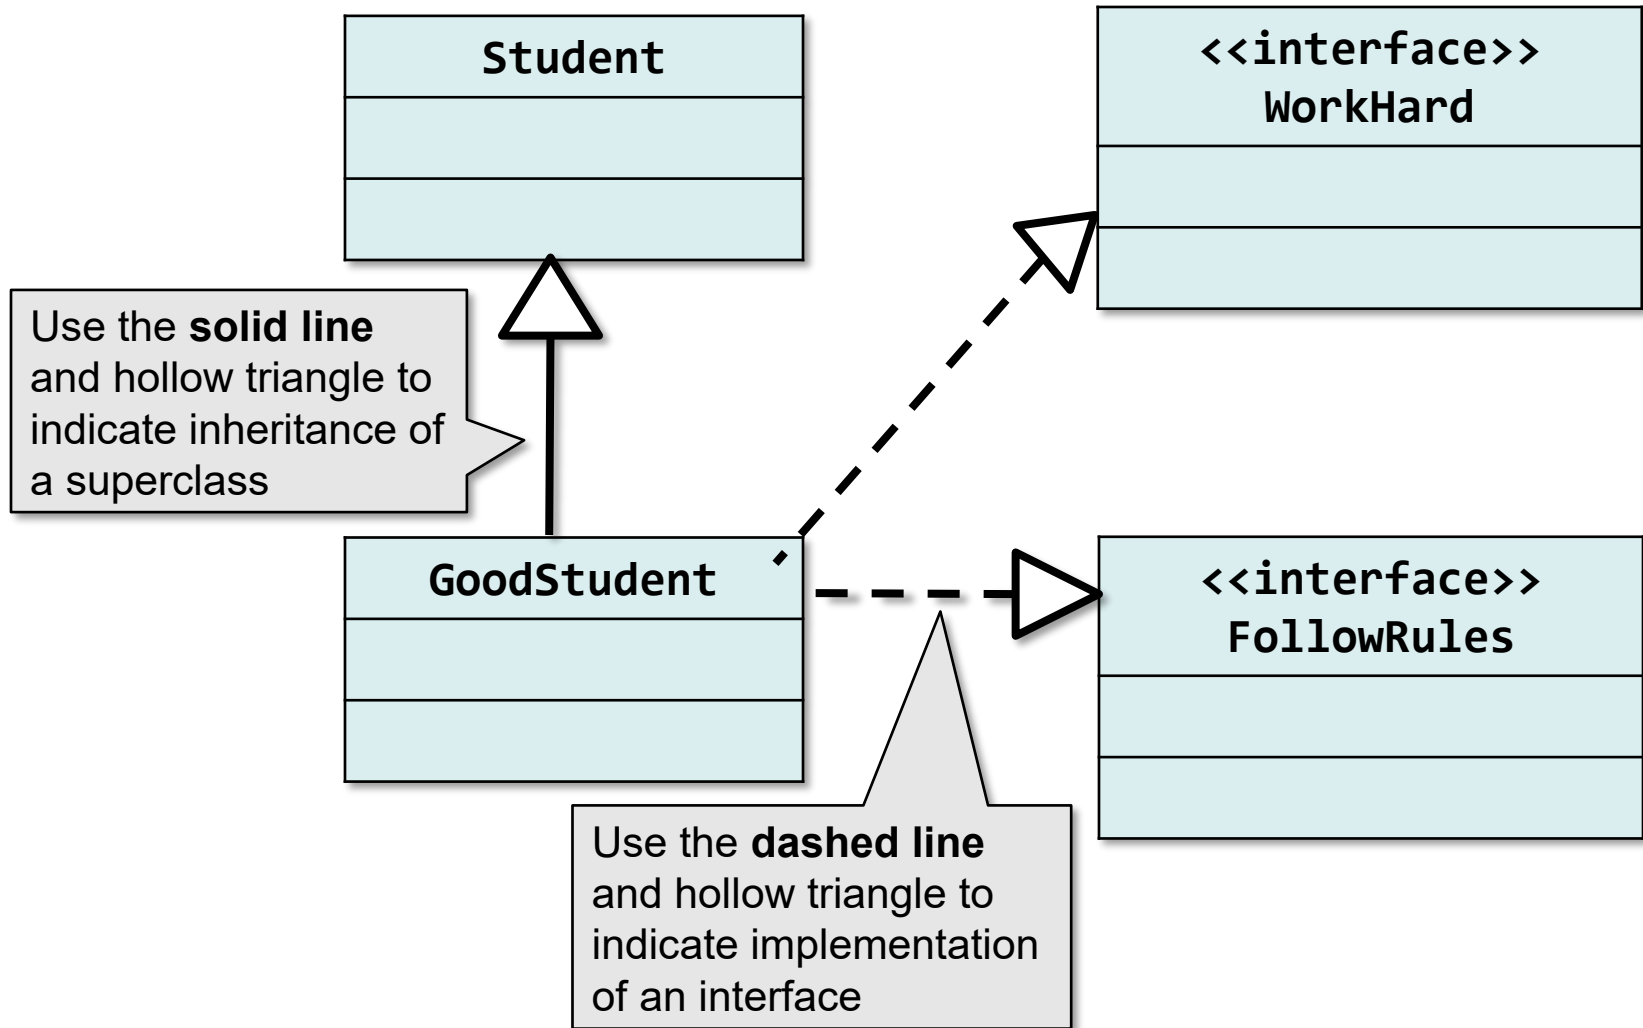 Student
<<interface>>
WorkHard
Use the solid line
and hollow triangle to
indicate inheritance of
a superclass
GoodStudent
<<interface>>
FollowRules
Use the dashed line
and hollow triangle to
indicate implementation
of an interface